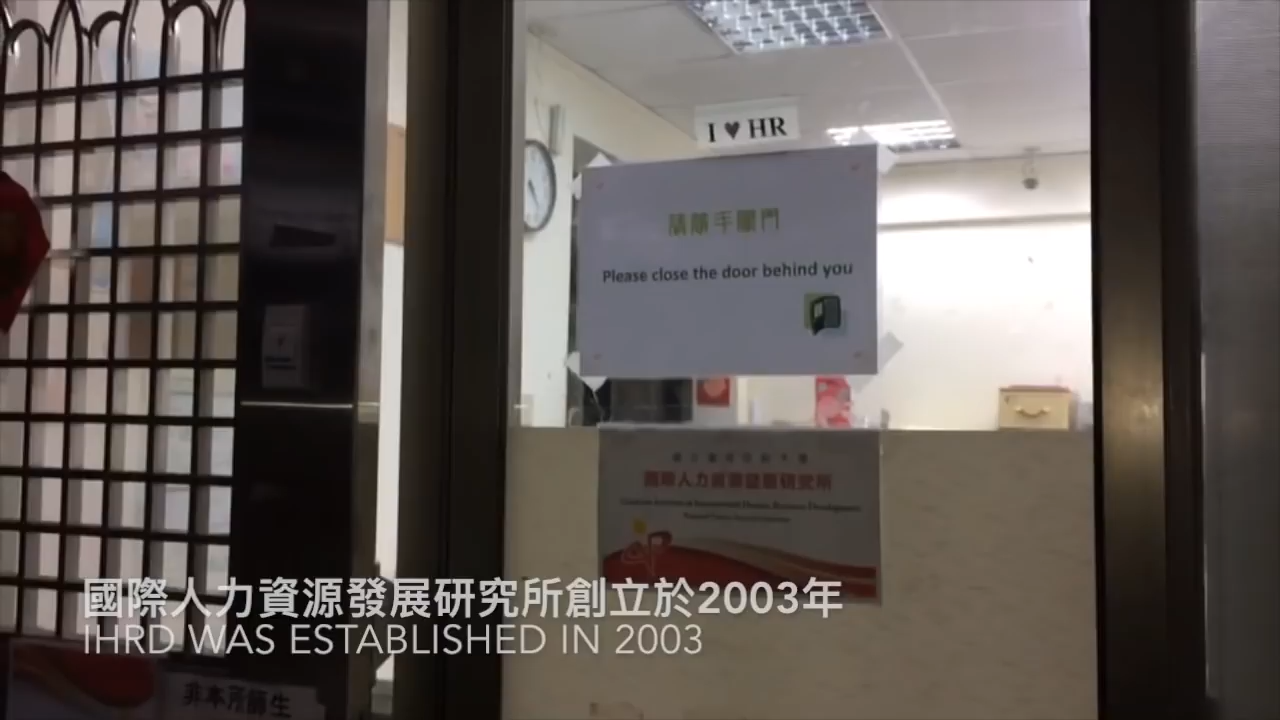 I ♥ HR
請隨手關門
Please close the door behind you
國際人力資源發展研究所
國際人力資源發展研究所創立於2003年
IHRD WAS ESTABLISHED IN 2003
非本所師生